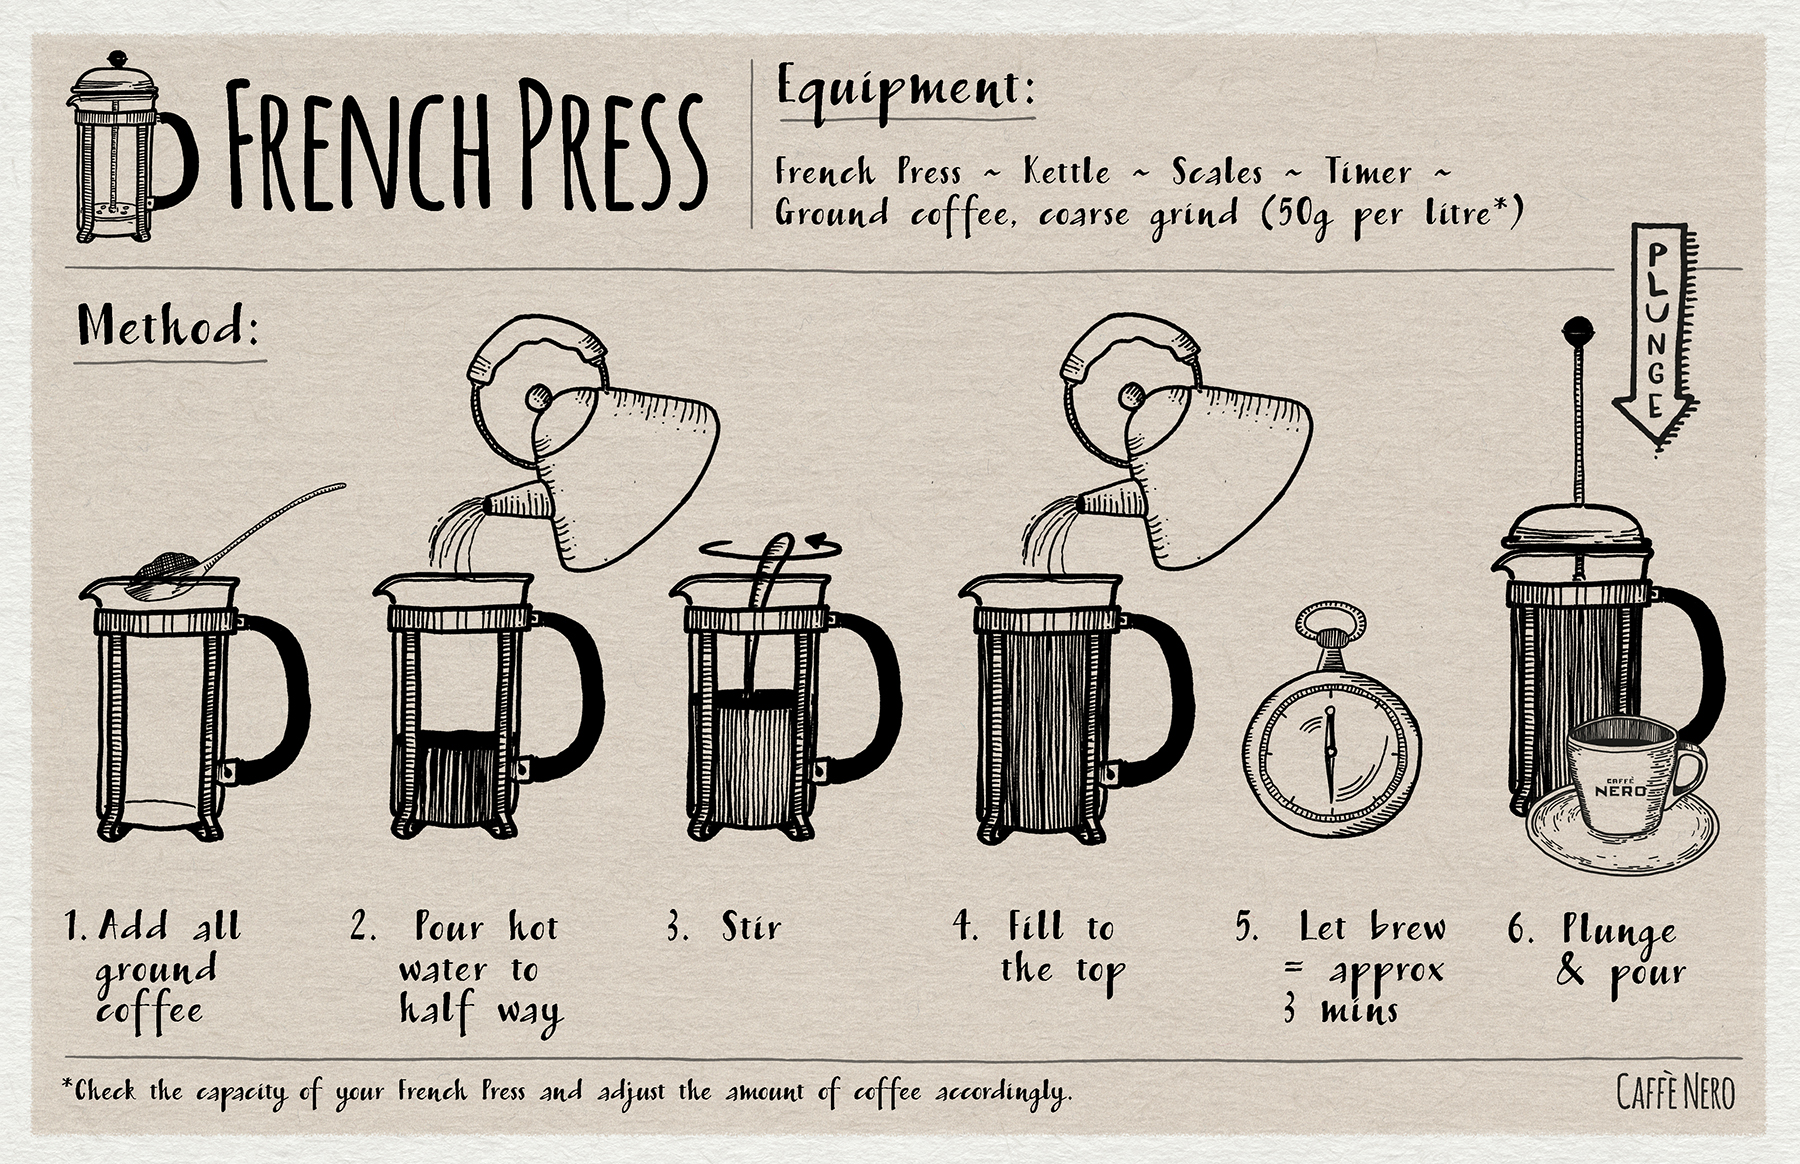 FRENCH PRESS
Equipment:
French Press ~ Kettle ~ Scales ~ Timer ~
Ground coffee, coarse grind (50g per litre*)
PLUNGE
Method:
CAFFÈ
NERO
1. Add all
ground
coffee
2. Pour hot
water to
half way
3. Stir
4. Fill to
the top
5. Let brew
= approx
3 mins
6. Plunge
& pour
*Check the capacity of your French Press and adjust the amount of coffee accordingly.
CAFFÈ NERO